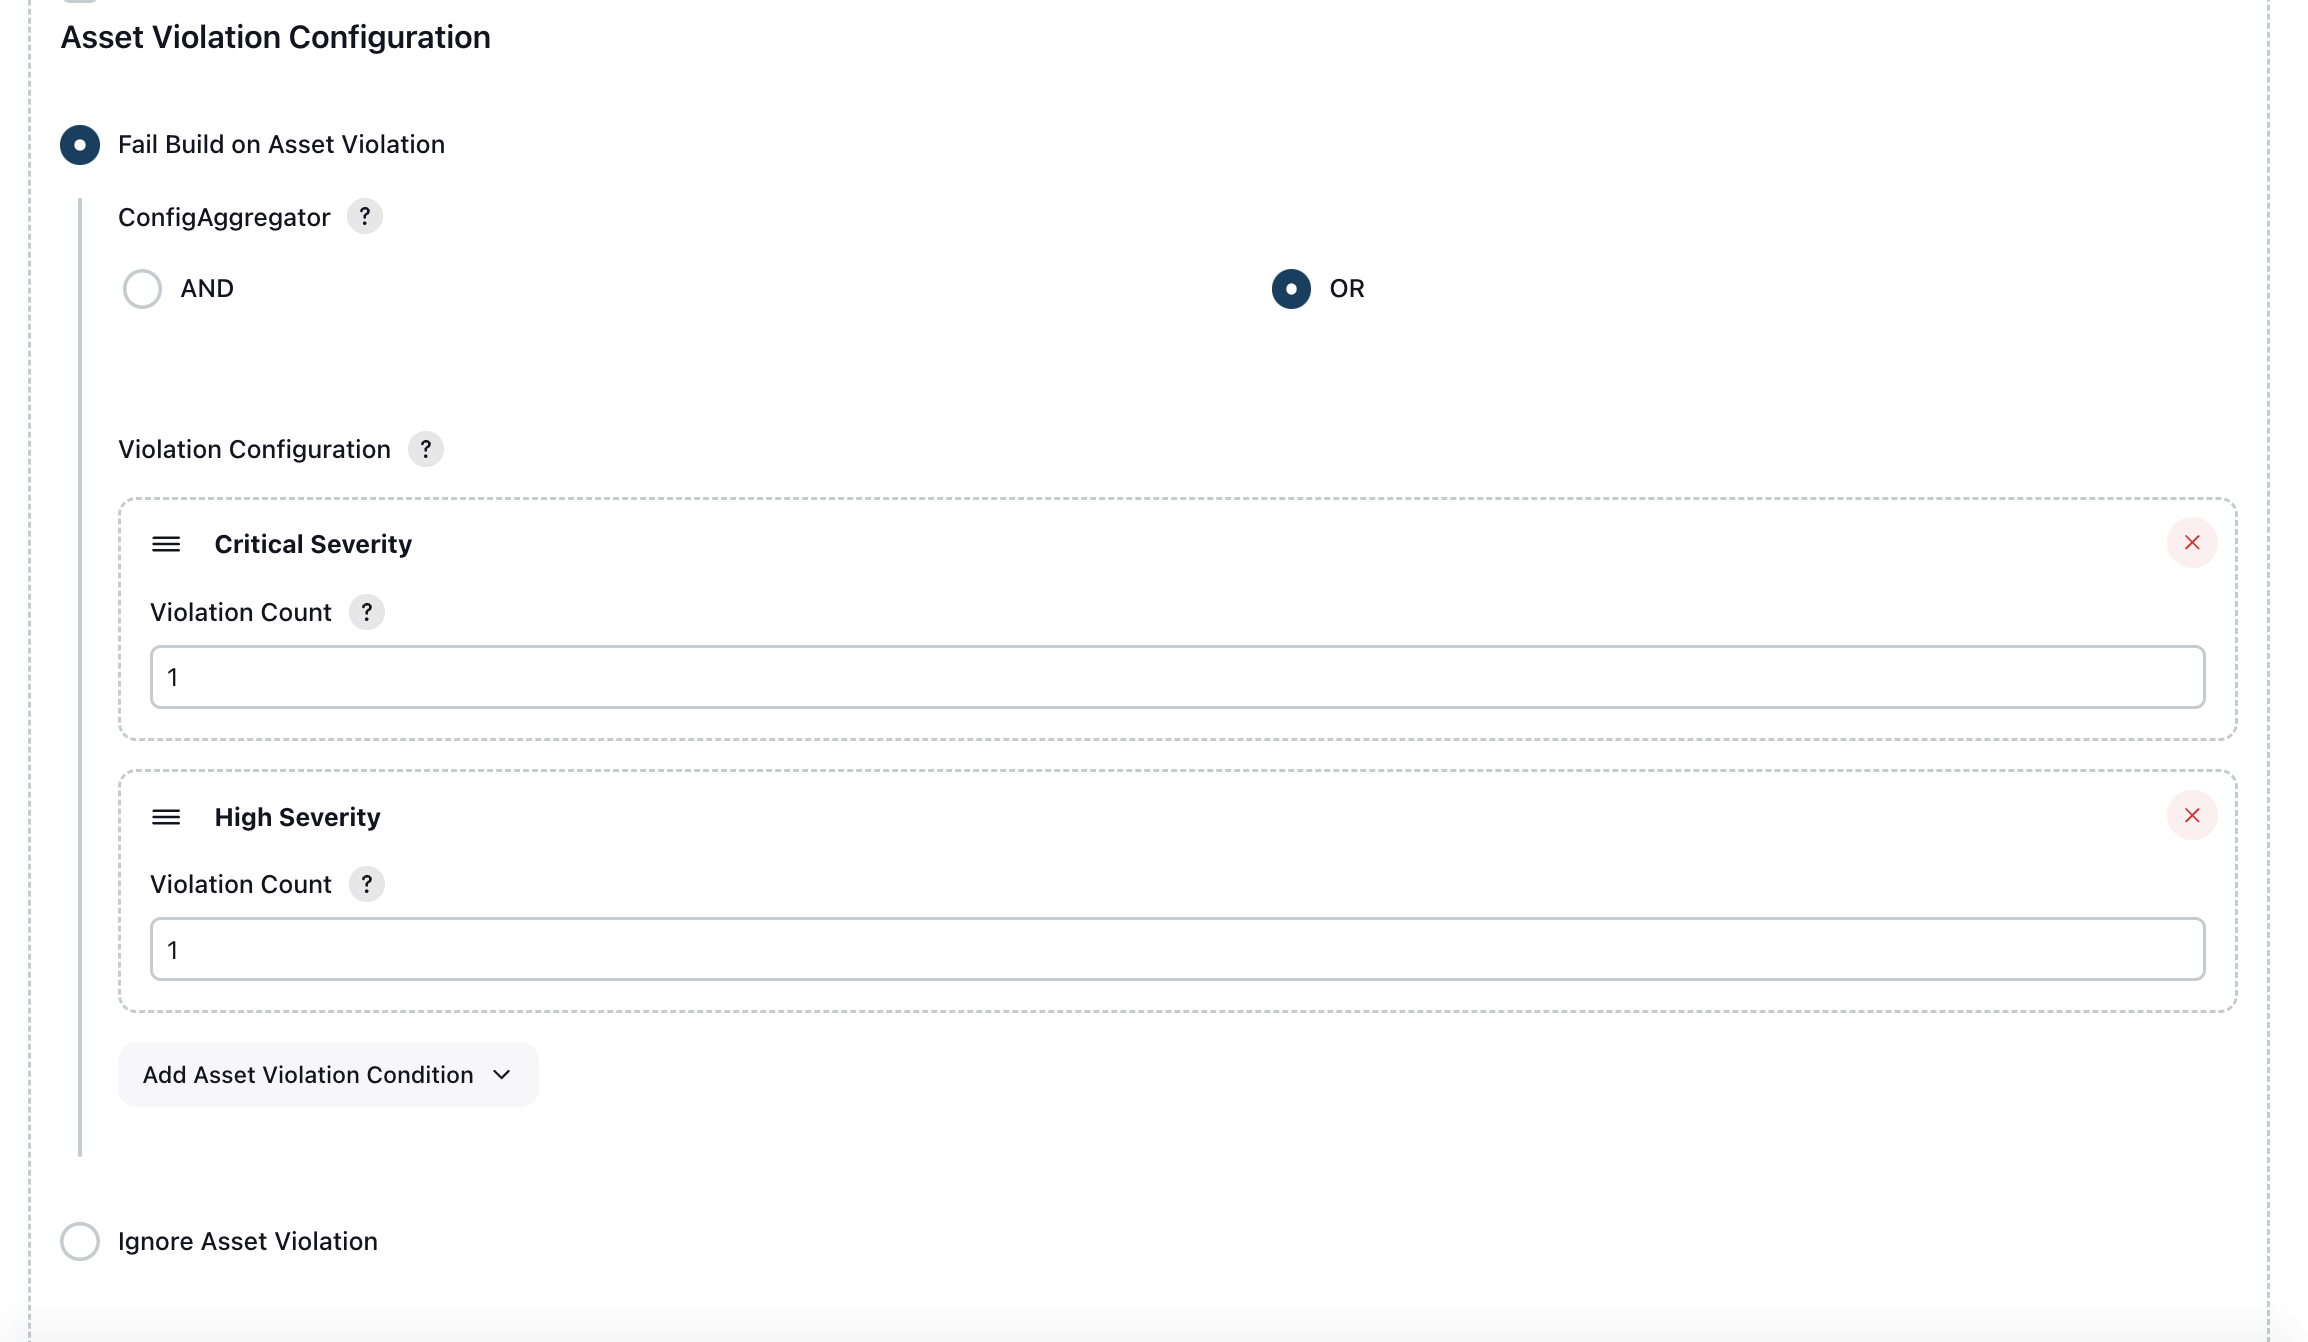 Asset Violation Configuration
Fail Build on Asset Violation
ConfigAggregator ?
AND OR
Violation Configuration ?
Critical Severity
Violation Count ?
1
High Severity
Violation Count ?
1
Add Asset Violation Condition
Ignore Asset Violation